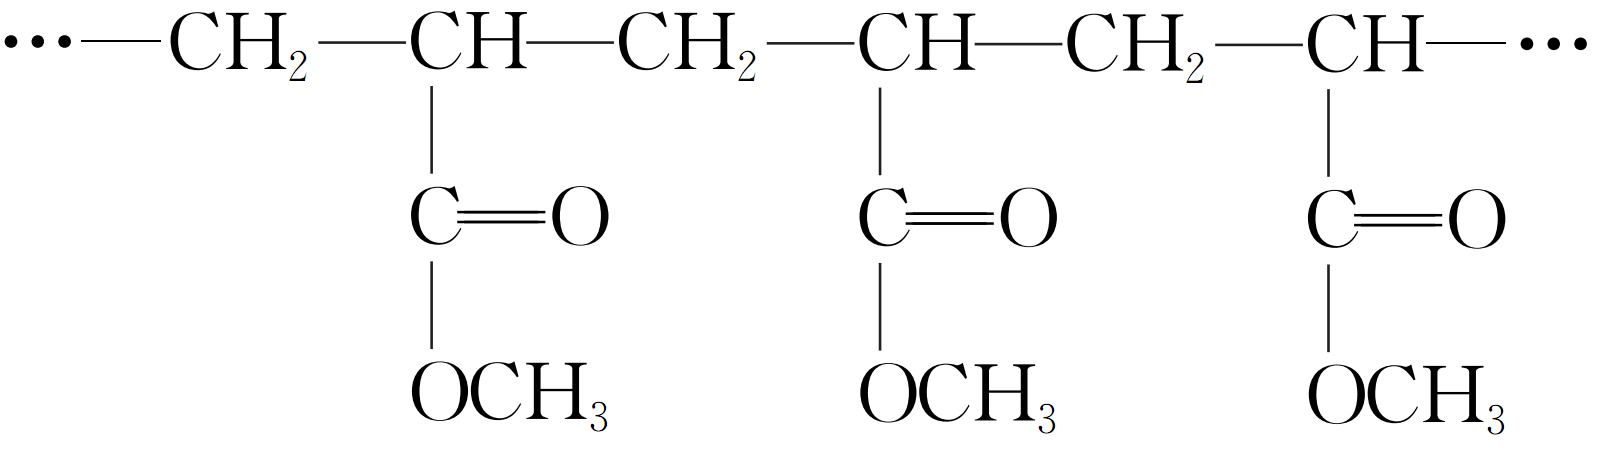 ···—CH₂—CH—CH₂—CH—CH₂—CH—···
C=O C=O C=O
OCH₃ OCH₃ OCH₃